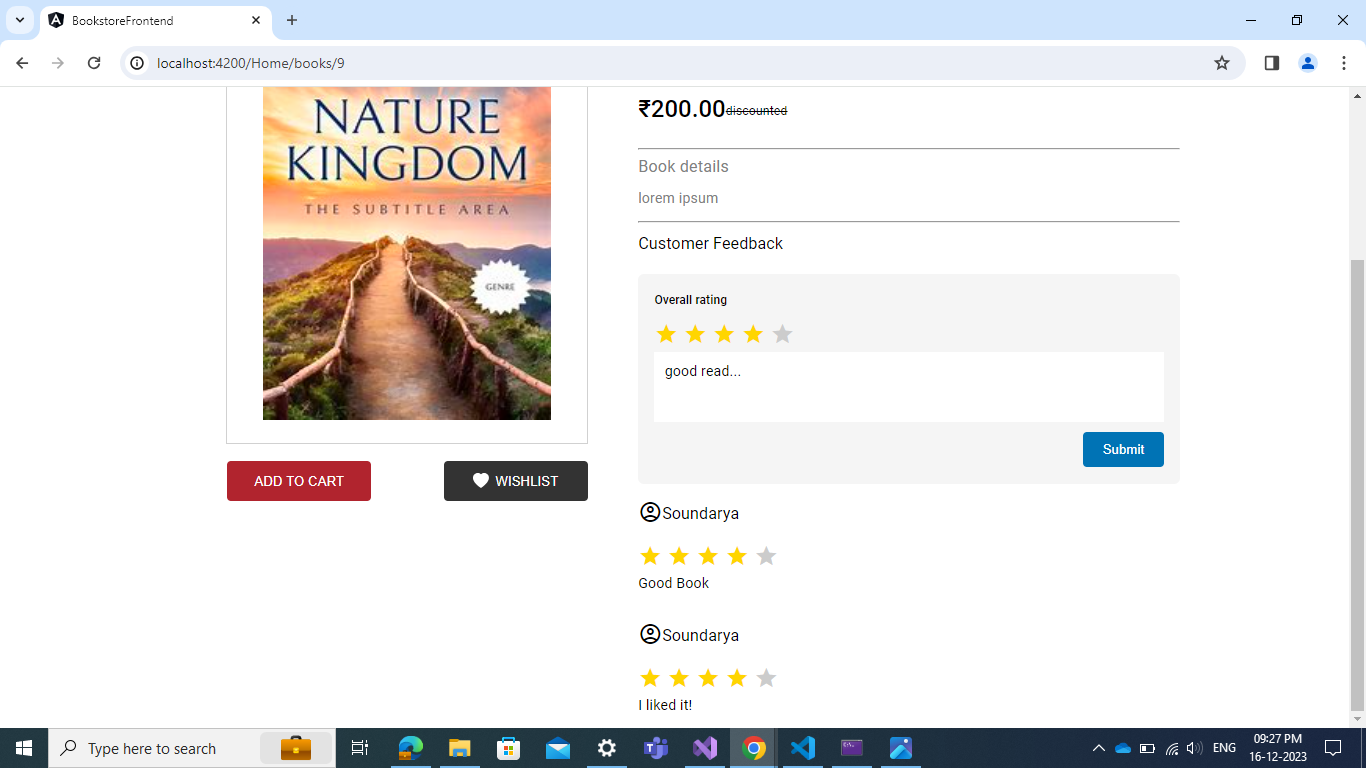 BookstoreFrontend
localhost:4200/Home/books/9
NATURE
KINGDOM
THE SUBTITLE AREA
GENRE
ADD TO CART
WISHLIST
₹200.00discounted
Book details
lorem ipsum
Customer Feedback
Overall rating
good read...
Submit
Soundarya
Good Book
Soundarya
I liked it!
Type here to search
ENG
09:27 PM
16-12-2023